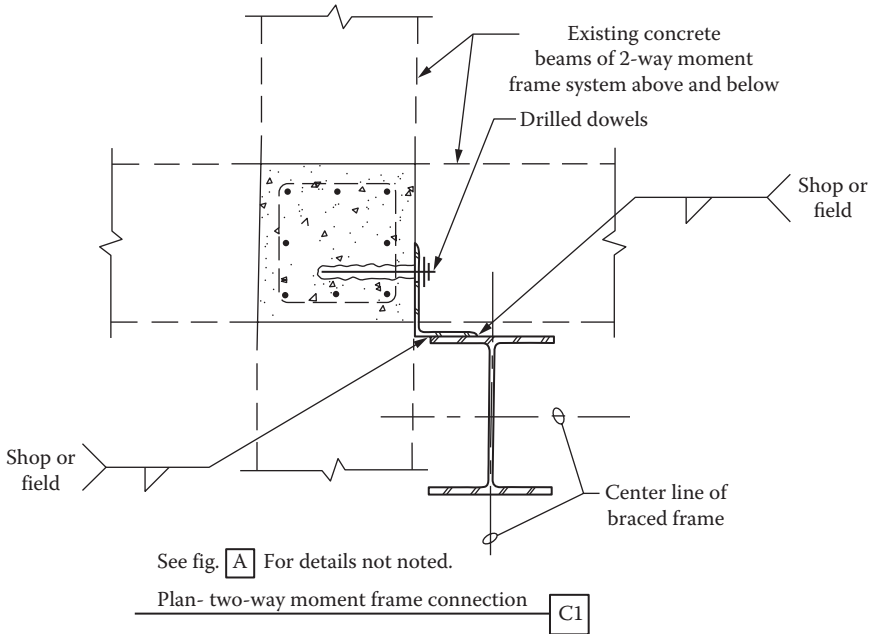 Existing concrete
beams of 2-way moment
frame system above and below
Drilled dowels
Shop or
field
Shop or
field
Center line of
braced frame
See fig. A For details not noted.
Plan- two-way moment frame connection C1